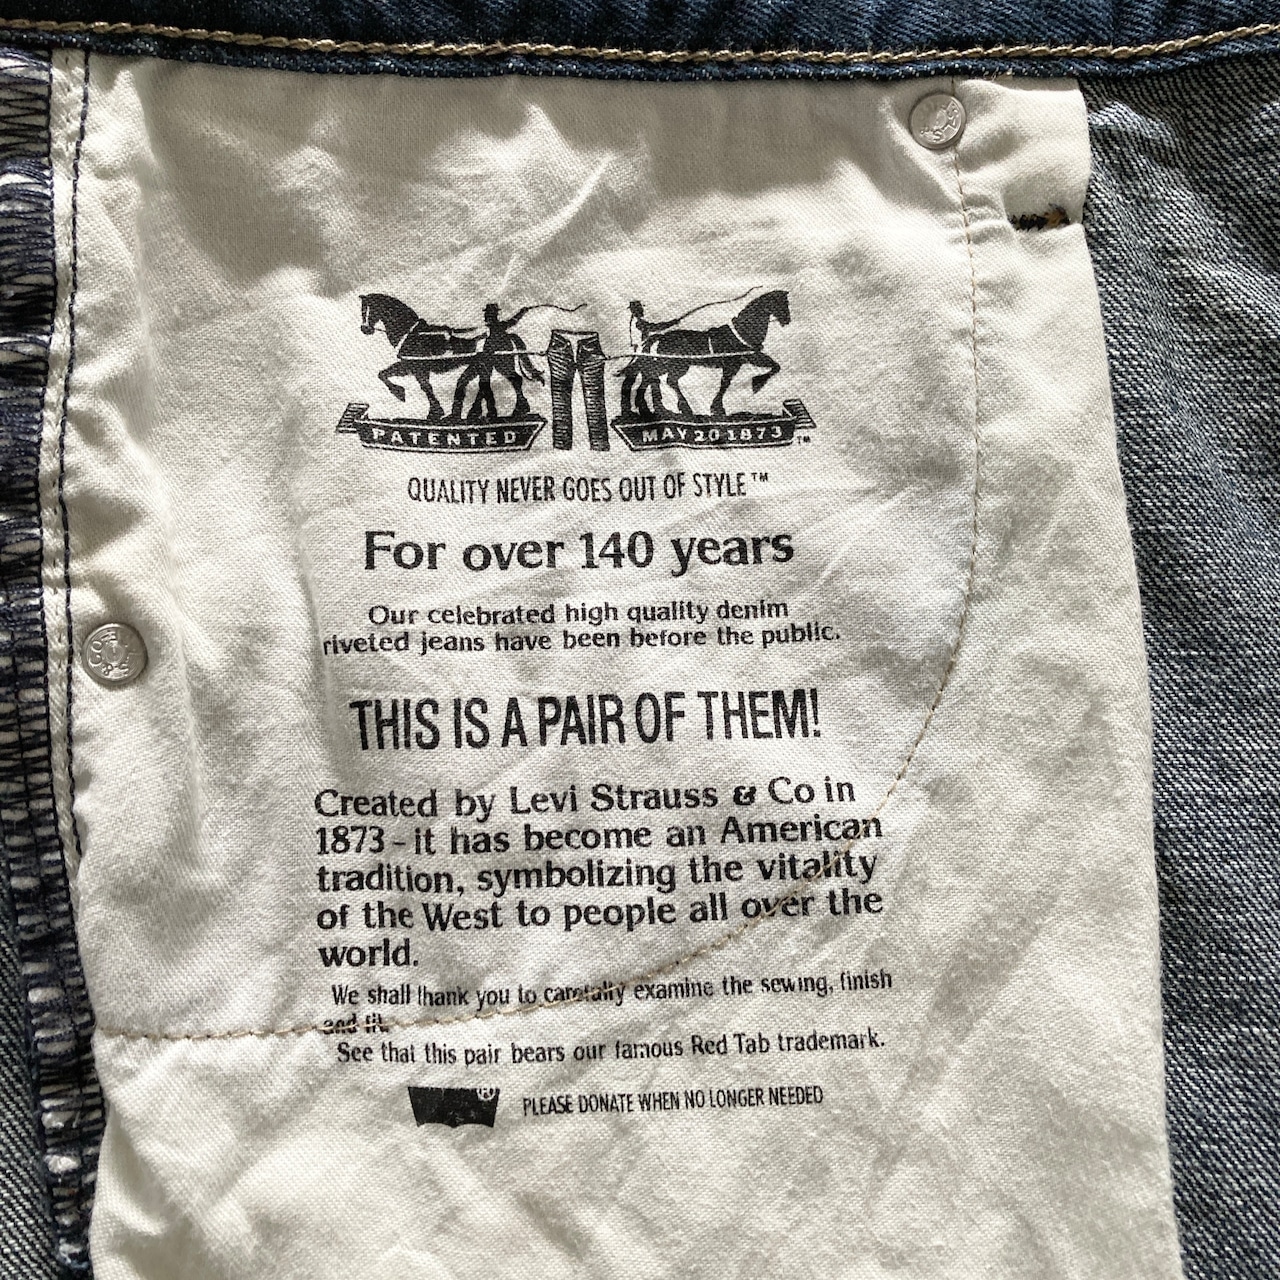 PATENTED
MAY 20 1873 ™
QUALITY NEVER GOES OUT OF STYLE™
For over 140 years
Our celebrated high quality denim
riveted jeans have been before the public.
THIS IS A PAIR OF THEM!
Created by Levi Strauss & Co in
1873 - it has become an American
tradition, symbolizing the vitality
of the West to people all over the
world.
We shall thank you to carefully examine the sewing, finish
and fit.
See that this pair bears our famous Red Tab trademark.
® PLEASE DONATE WHEN NO LONGER NEEDED